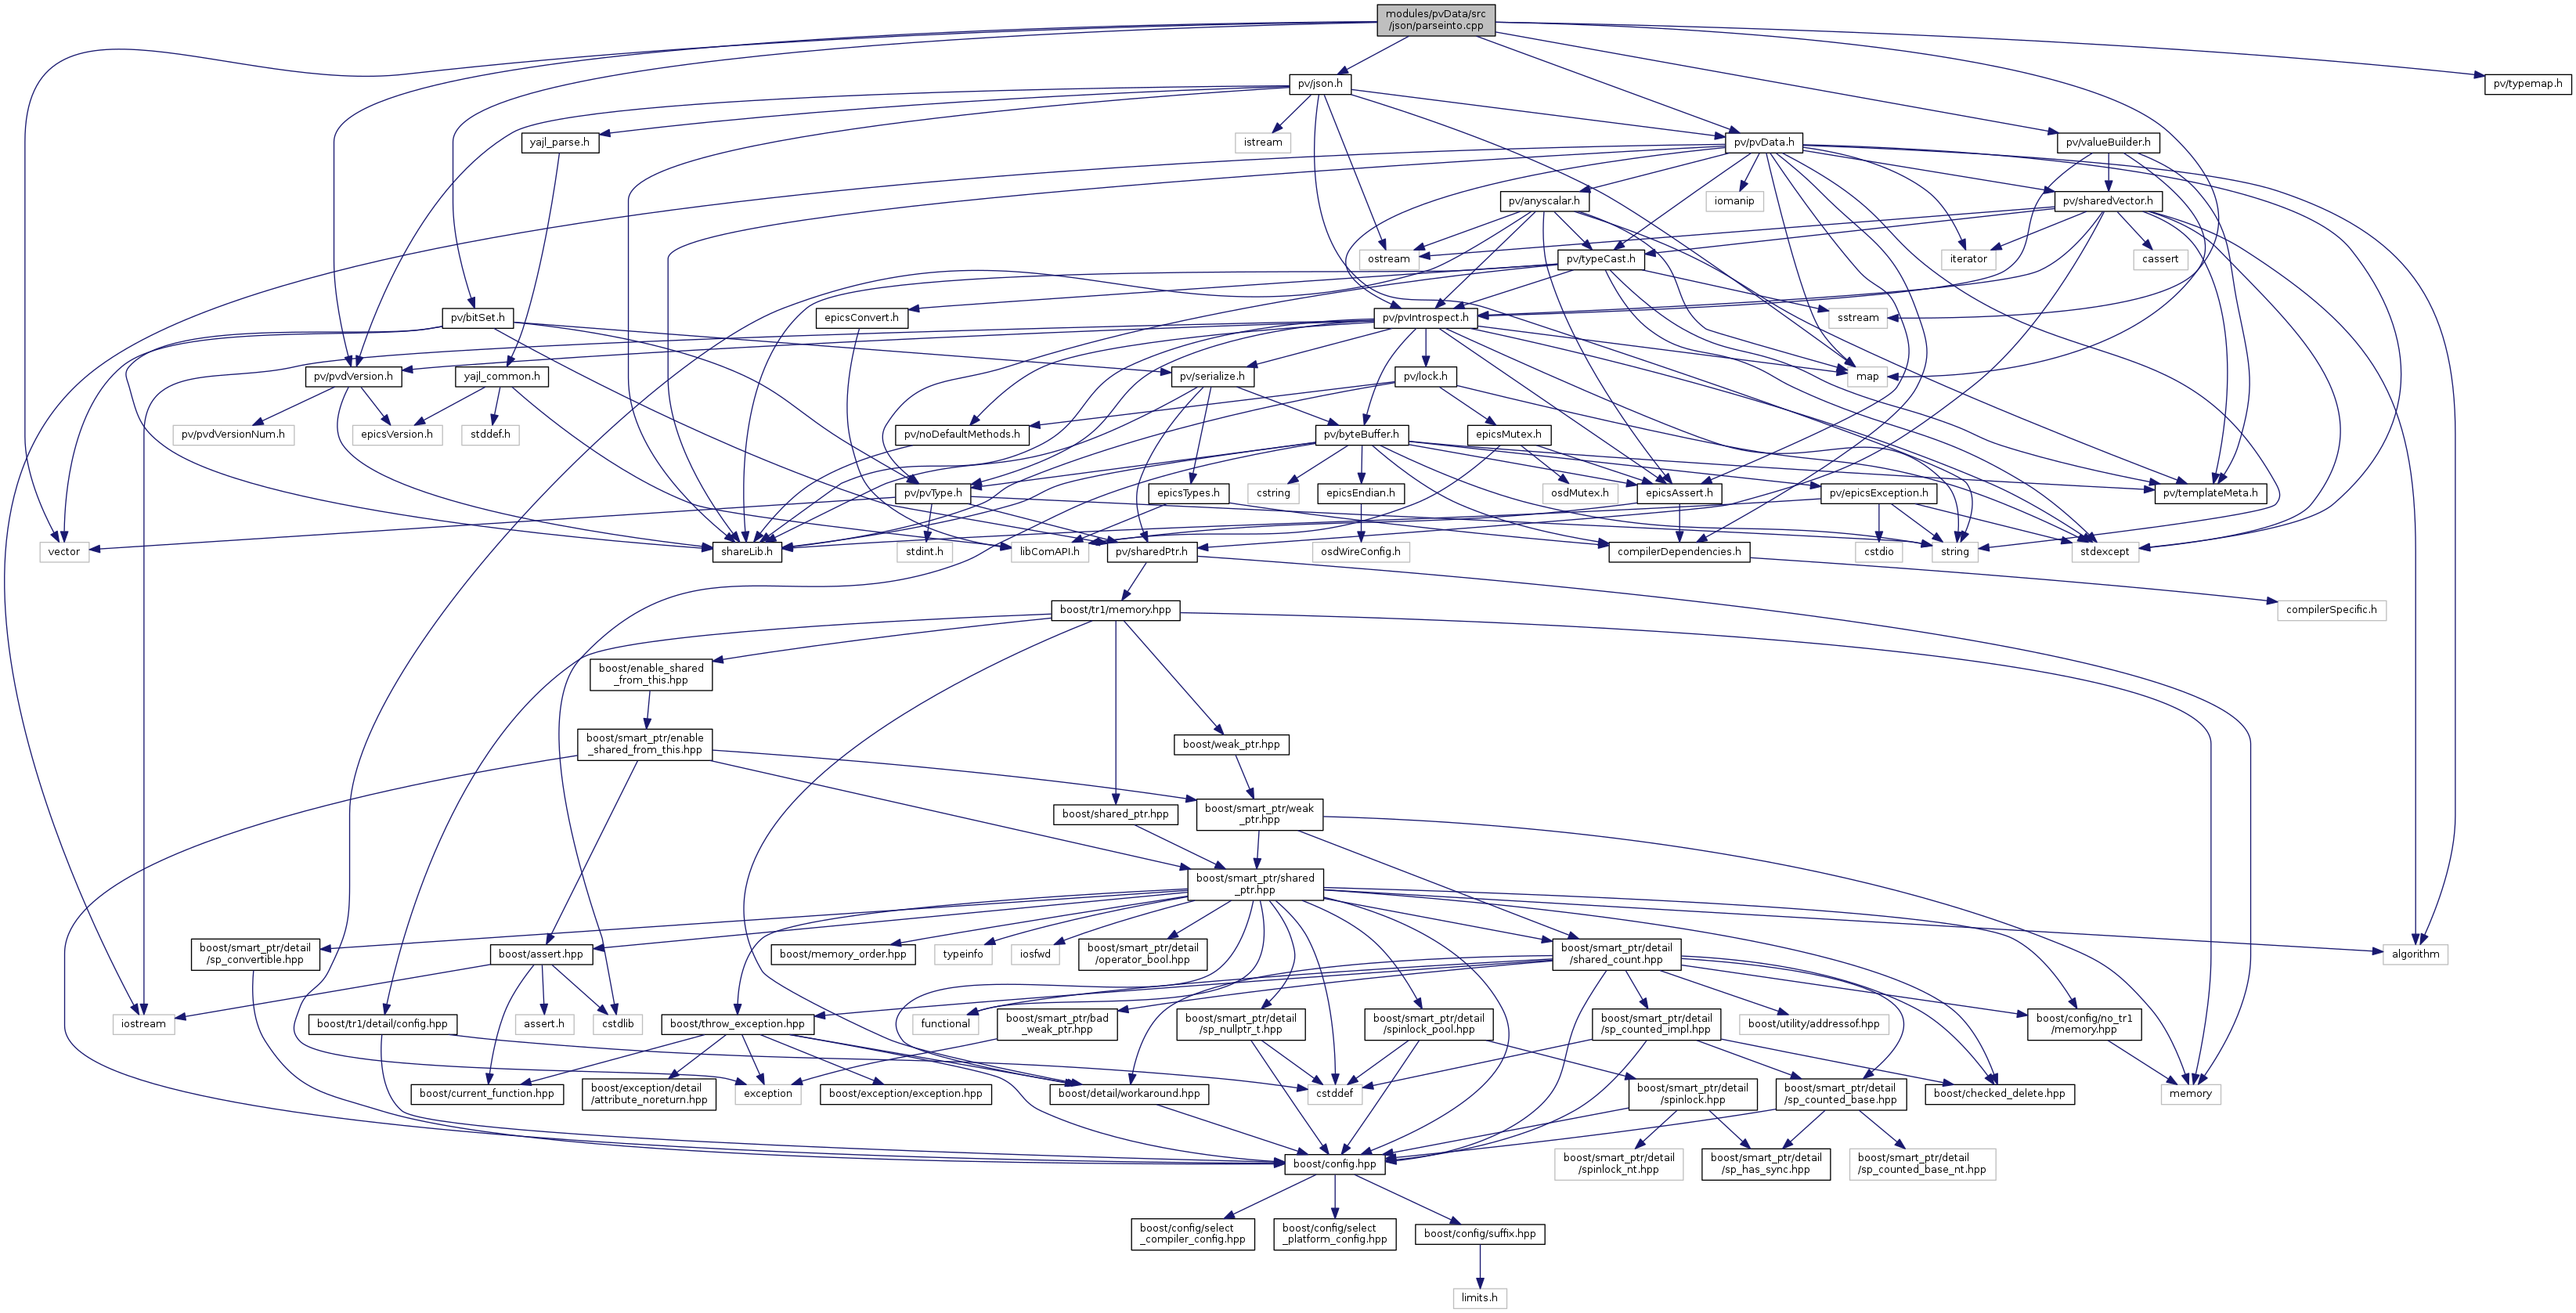 modules/pvData/src
/json/parseinto.cpp
pv/json.h
pv/typemap.h
yajl_parse.h
istream
pv/pvData.h
pv/valueBuilder.h
pv/anyscalar.h
iomanip
pv/sharedVector.h
ostream
pv/typeCast.h
iterator
cassert
pv/bitSet.h
epicsConvert.h
pv/pvIntrospect.h
sstream
pv/pvdVersion.h
yajl_common.h
pv/serialize.h
pv/lock.h
map
pv/pvdVersionNum.h
epicsVersion.h
stddef.h
pv/noDefaultMethods.h
pv/byteBuffer.h
epicsMutex.h
pv/pvType.h
epicsTypes.h
cstring
epicsEndian.h
osdMutex.h
epicsAssert.h
pv/epicsException.h
pv/templateMeta.h
vector
shareLib.h
stdint.h
libComAPI.h
pv/sharedPtr.h
osdWireConfig.h
compilerDependencies.h
cstdio
string
stdexcept
boost/tr1/memory.hpp
compilerSpecific.h
boost/enable_shared
_from_this.hpp
boost/smart_ptr/enable
_shared_from_this.hpp
boost/weak_ptr.hpp
boost/shared_ptr.hpp
boost/smart_ptr/weak
_ptr.hpp
boost/smart_ptr/shared
_ptr.hpp
boost/smart_ptr/detail
/sp_convertible.hpp
boost/assert.hpp
boost/memory_order.hpp
typeinfo
iosfwd
boost/smart_ptr/detail
/operator_bool.hpp
boost/smart_ptr/detail
/shared_count.hpp
algorithm
iostream
boost/tr1/detail/config.hpp
assert.h
cstdlib
boost/throw_exception.hpp
functional
boost/smart_ptr/bad
_weak_ptr.hpp
boost/smart_ptr/detail
/sp_nullptr_t.hpp
boost/smart_ptr/detail
/spinlock_pool.hpp
boost/smart_ptr/detail
/sp_counted_impl.hpp
boost/utility/addressof.hpp
boost/config/no_tr1
/memory.hpp
boost/current_function.hpp
boost/exception/detail
/attribute_noreturn.hpp
exception
boost/exception/exception.hpp
boost/detail/workaround.hpp
cstddef
boost/smart_ptr/detail
/spinlock.hpp
boost/smart_ptr/detail
/sp_counted_base.hpp
boost/checked_delete.hpp
memory
boost/config.hpp
boost/smart_ptr/detail
/spinlock_nt.hpp
boost/smart_ptr/detail
/sp_has_sync.hpp
boost/smart_ptr/detail
/sp_counted_base_nt.hpp
boost/config/select
_compiler_config.hpp
boost/config/select
_platform_config.hpp
boost/config/suffix.hpp
limits.h